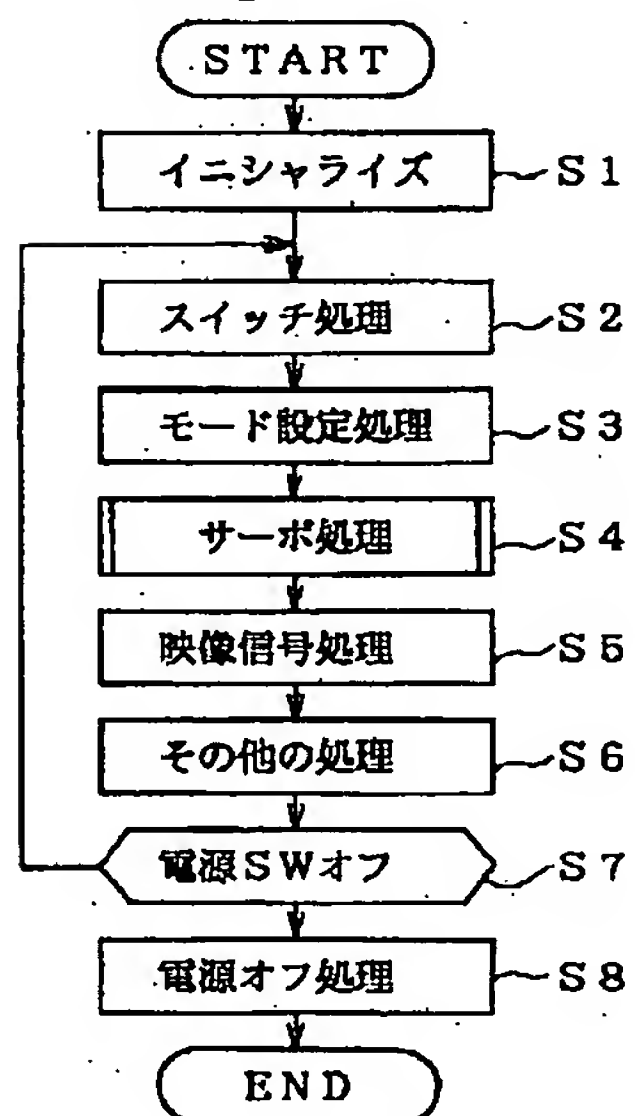 START
イニシャライズ S1
スイッチ処理 S2
モード設定処理 S3
サーボ処理 S4
映像信号処理 S5
その他の処理 S6
電源SWオフ S7
電源オフ処理 S8
END